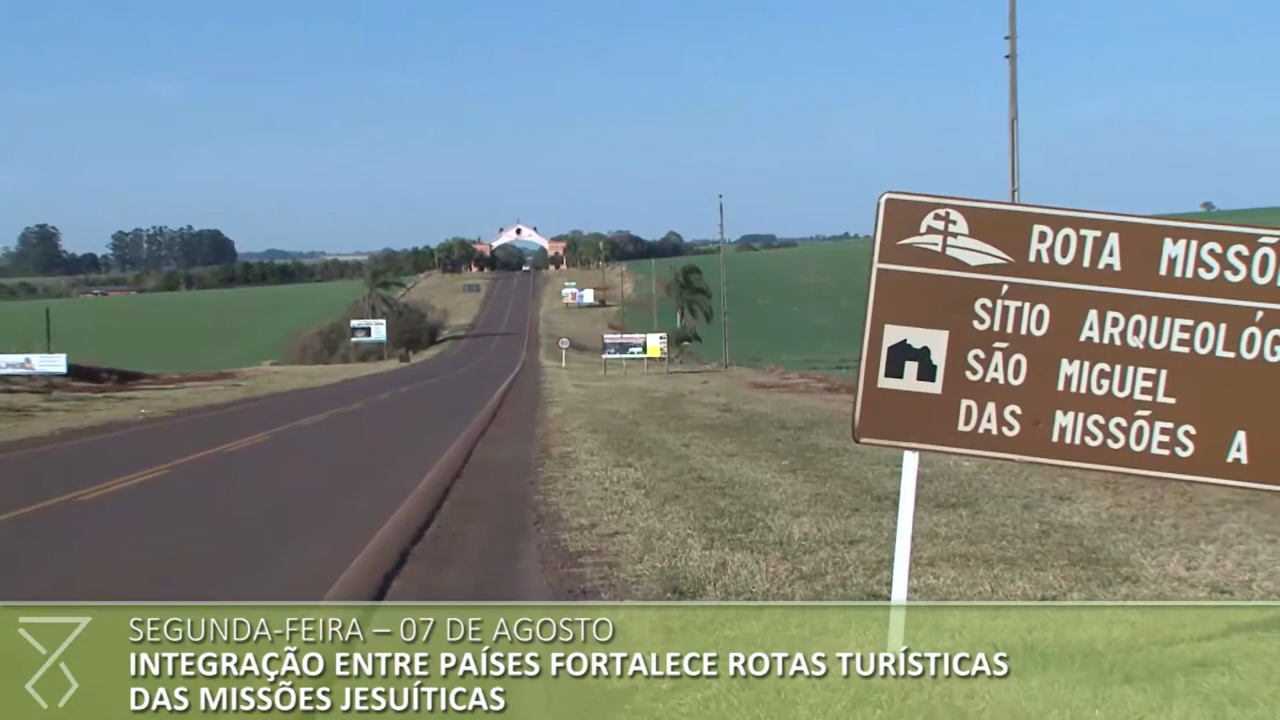 ROTA MISSÕ
SÍTIO ARQUEOLÓG
SÃO MIGUEL
DAS MISSÕES A
SEGUNDA-FEIRA – 07 DE AGOSTO
INTEGRAÇÃO ENTRE PAÍSES FORTALECE ROTAS TURÍSTICAS
DAS MISSÕES JESUÍTICAS